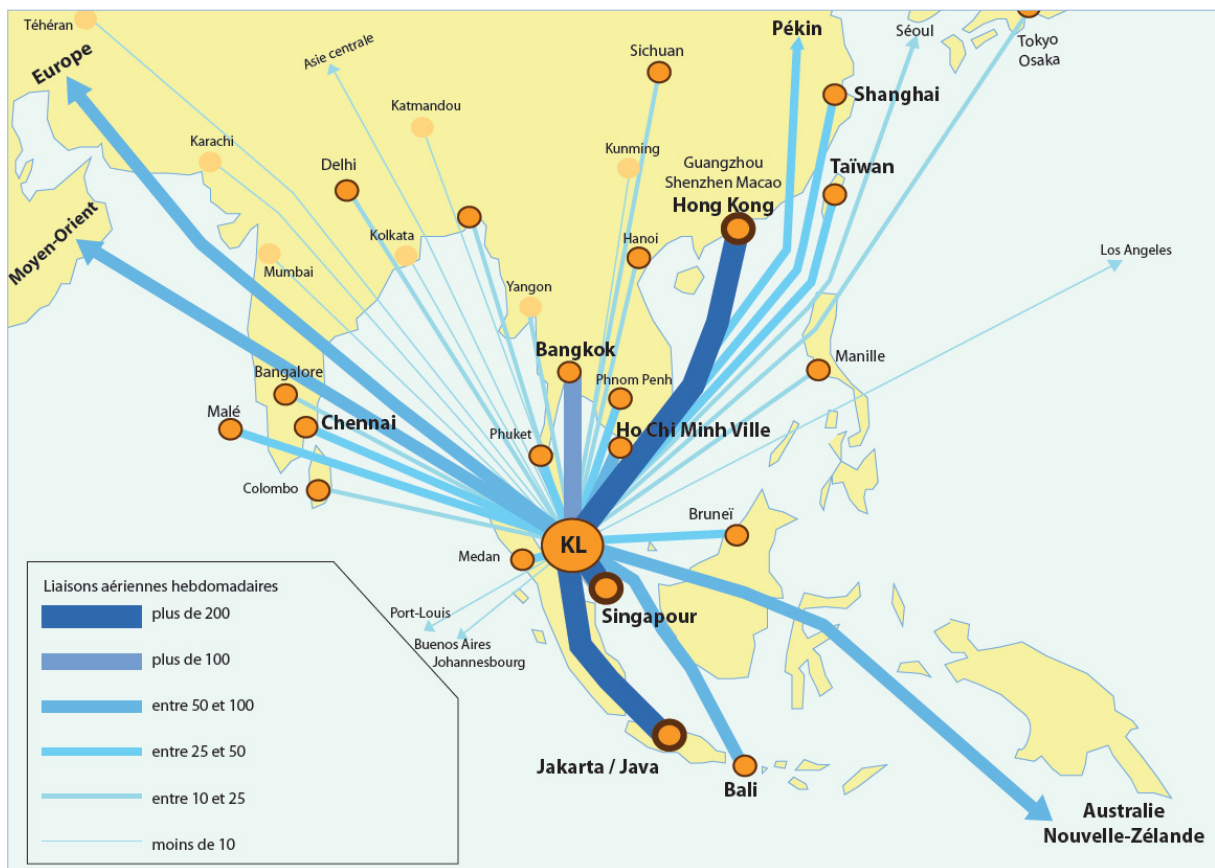 Téhéran
Europe
Asie centrale
Sichuan
Pékin
Séoul
Tokyo
Osaka
Katmandou
Shanghai
Karachi
Delhi
Kunming
Guangzhou
Shenzhen Macao
Hong Kong
Taïwan
Moyen-Orient
Kolkata
Hanoi
Mumbai
Los Angeles
Yangon
Bangkok
Manille
Bangalore
Phnom Penh
Malé
Chennai
Phuket
Ho Chi Minh Ville
Colombo
Bruneï
KL
Medan
Singapour
Port-Louis
Buenos Aires
Johannesbourg
Jakarta / Java
Bali
Australie
Nouvelle-Zélande
Liaisons aériennes hebdomadaires
plus de 200
plus de 100
entre 50 et 100
entre 25 et 50
entre 10 et 25
moins de 10